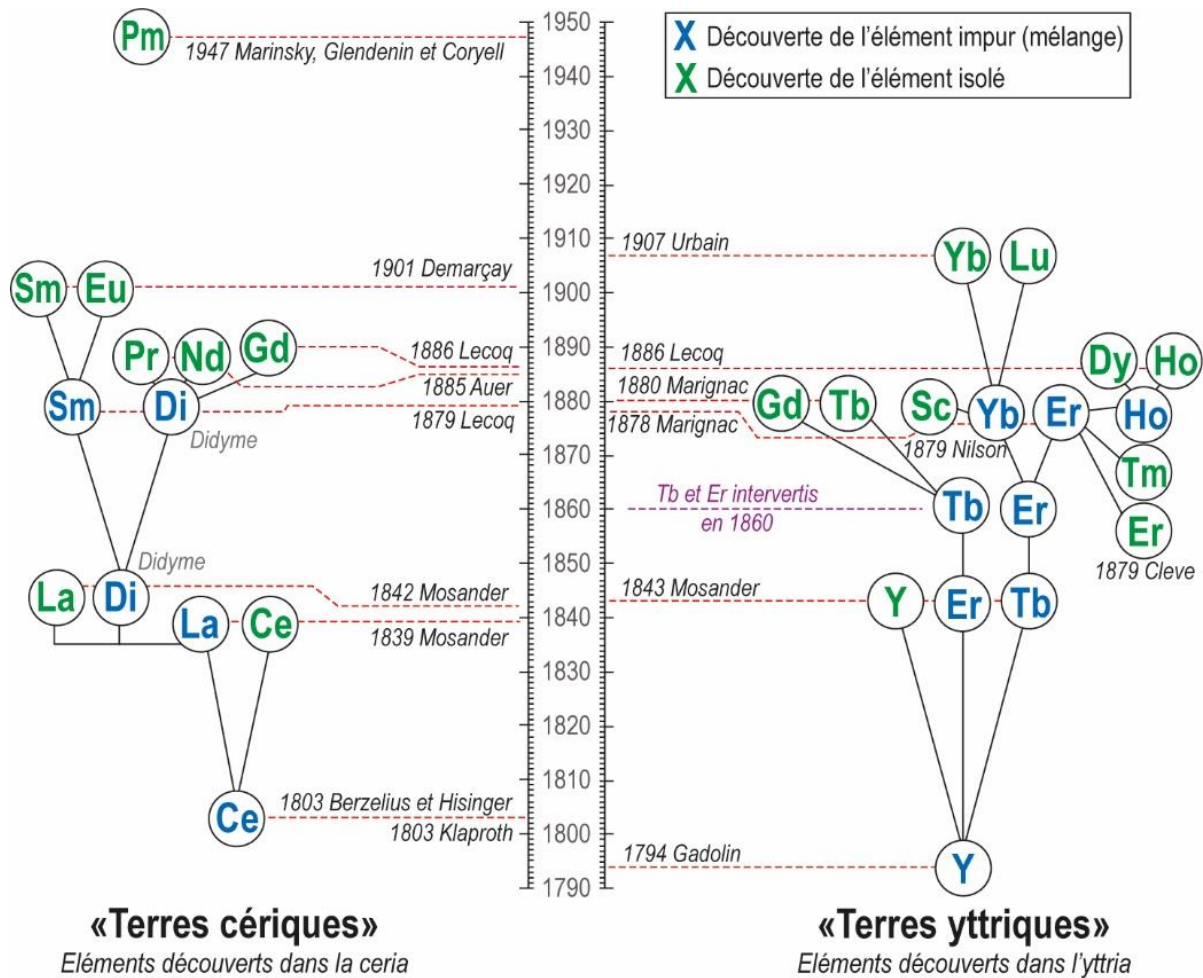 Pm
1947 Marinsky, Glendenin et Coryell
X Découverte de l'élément impur (mélange)
X Découverte de l'élément isolé
1950
1940
1930
1920
1910
1900
1890
1880
1870
1860
1850
1840
1830
1820
1810
1800
1790
Sm Eu
1901 Demarçay
Pr Nd Gd
1886 Lecoq
1885 Auer
Sm Di
1879 Lecoq
Didyme
Didyme
La Di
1842 Mosander
La Ce
1839 Mosander
Ce
1803 Berzelius et Hisinger
1803 Klaproth
1907 Urbain
Yb Lu
1886 Lecoq
Dy Ho
1880 Marignac
Gd Tb Sc Yb Er Ho
1878 Marignac
1879 Nilson
Tm
Tb et Er intervertis
en 1860
Tb Er
Er
1879 Cleve
1843 Mosander
Y Er Tb
1794 Gadolin
Y
«Terres cériques»
Eléments découverts dans la ceria
«Terres yttriques»
Eléments découverts dans l'yttria